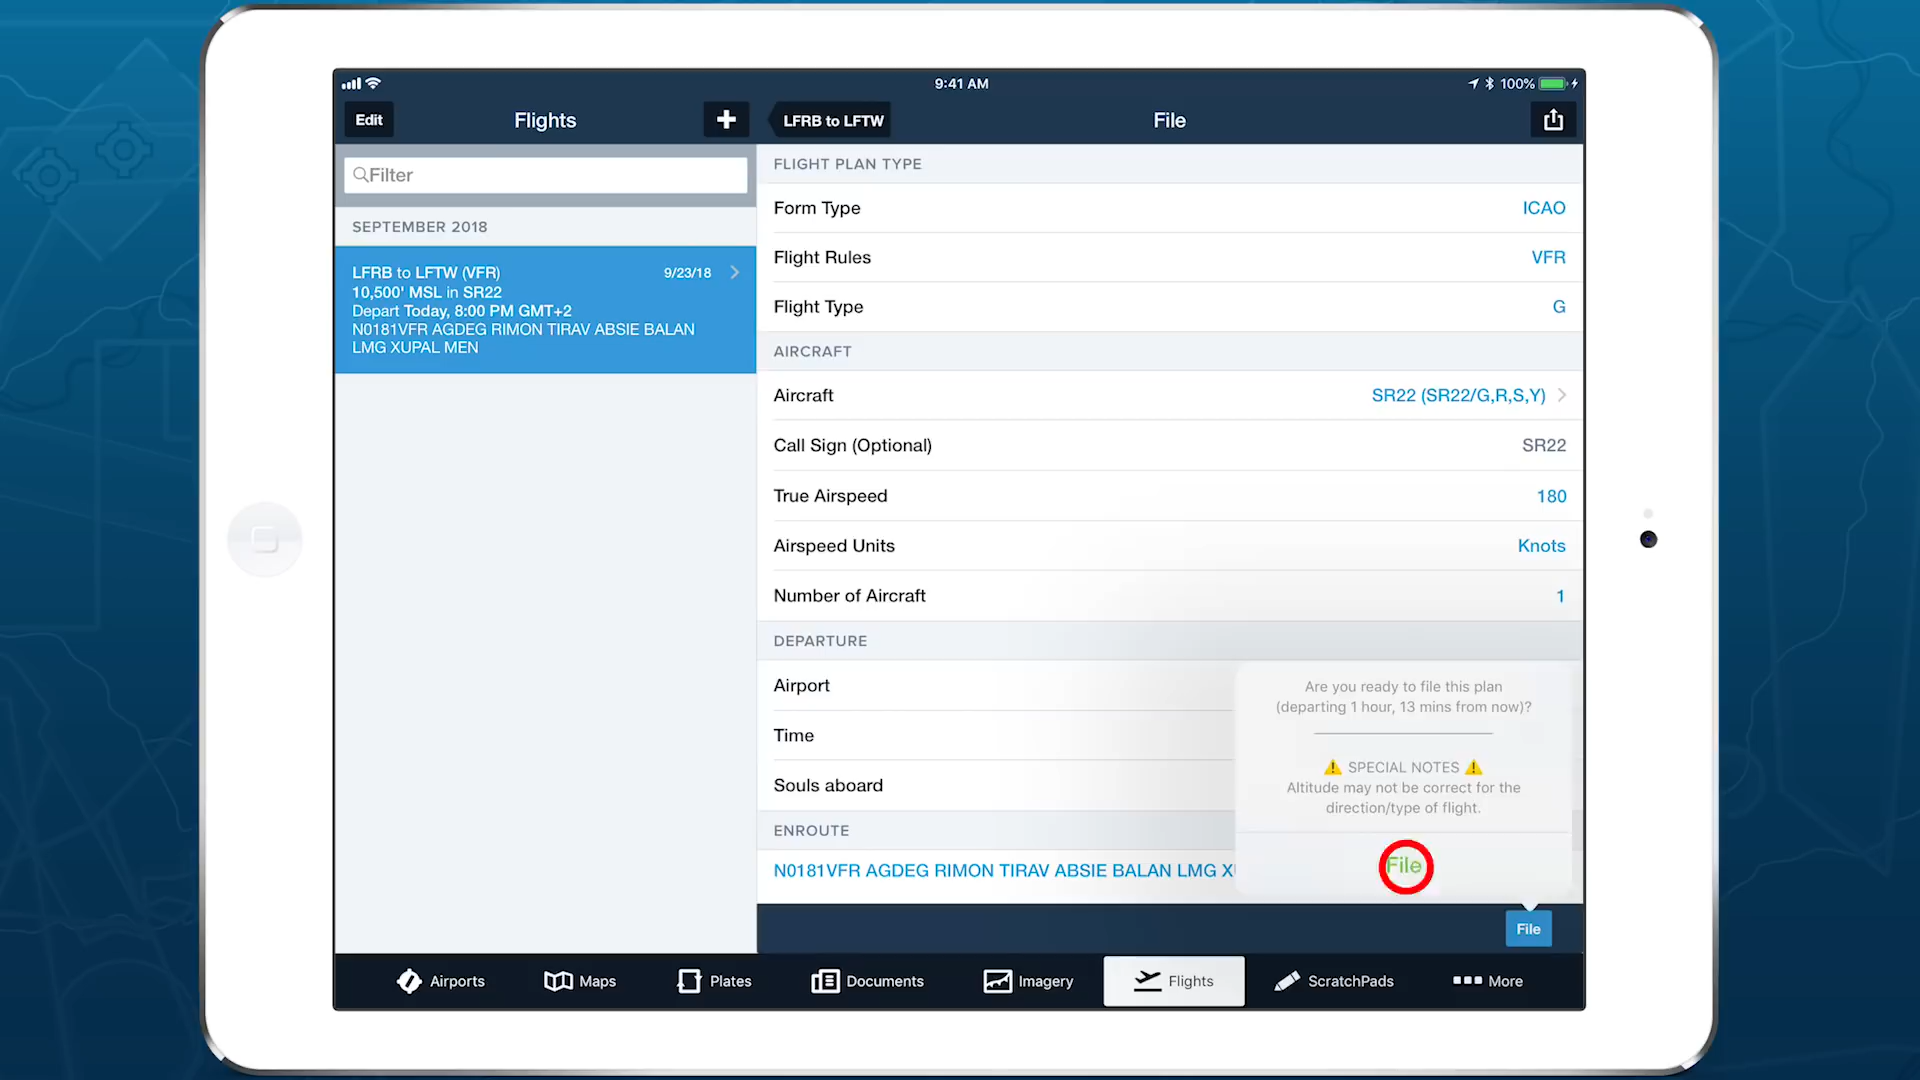 9:41 AM
100%
Edit
Flights
LFRB to LFTW
File
Filter
SEPTEMBER 2018
LFRB to LFTW (VFR)
9/23/18
10,500' MSL in SR22
Depart Today, 8:00 PM GMT+2
N0181VFR AGDEG RIMON TIRAV ABSIE BALAN
LMG XUPAL MEN
FLIGHT PLAN TYPE
Form Type
ICAO
Flight Rules
VFR
Flight Type
G
AIRCRAFT
Aircraft
SR22 (SR22/G,R,S,Y)
Call Sign (Optional)
SR22
True Airspeed
180
Airspeed Units
Knots
Number of Aircraft
1
DEPARTURE
Airport
Time
Souls aboard
ENROUTE
N0181VFR AGDEG RIMON TIRAV ABSIE BALAN LMG
Are you ready to file this plan
(departing 1 hour, 13 mins from now)?
⚠️ SPECIAL NOTES ⚠️
Altitude may not be correct for the
direction/type of flight.
File
File
Airports
Maps
Plates
Documents
Imagery
Flights
ScratchPads
More